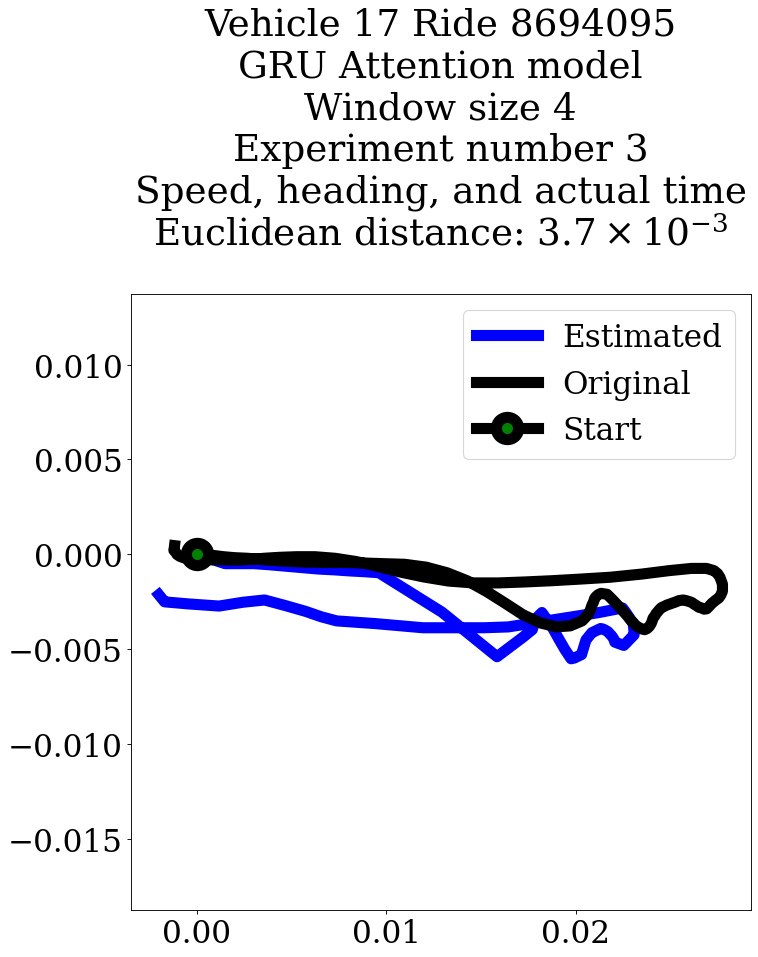 Vehicle 17 Ride 8694095
GRU Attention model
Window size 4
Experiment number 3
Speed, heading, and actual time
Euclidean distance: 3.7 × 10⁻³
Estimated
Original
Start
0.010
0.005
0.000
−0.005
−0.010
−0.015
0.00 0.01 0.02